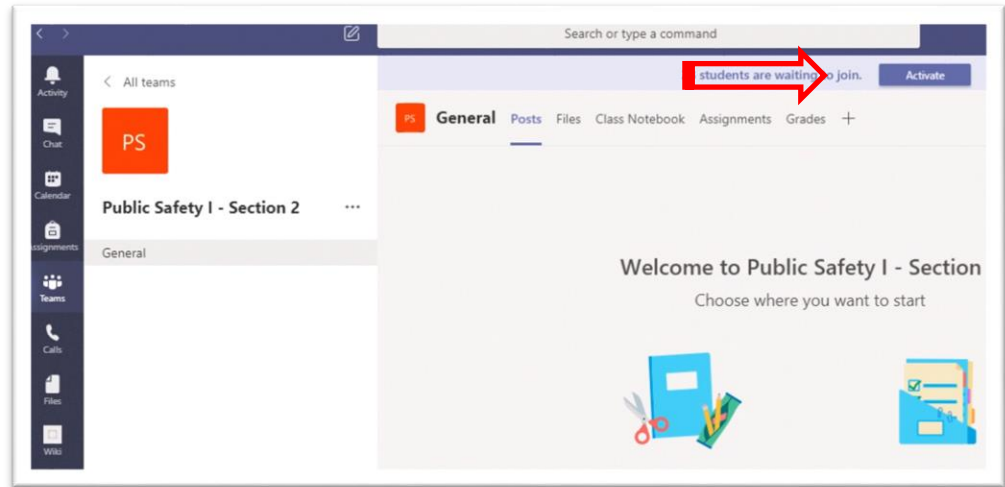 Search or type a command
students are waiting to join.
Activate
Activity
Chat
Calendar
Assignments
Teams
Calls
Files
Wiki
All teams
PS
Public Safety I - Section 2
General
PS General Posts Files Class Notebook Assignments Grades
Welcome to Public Safety I - Section
Choose where you want to start